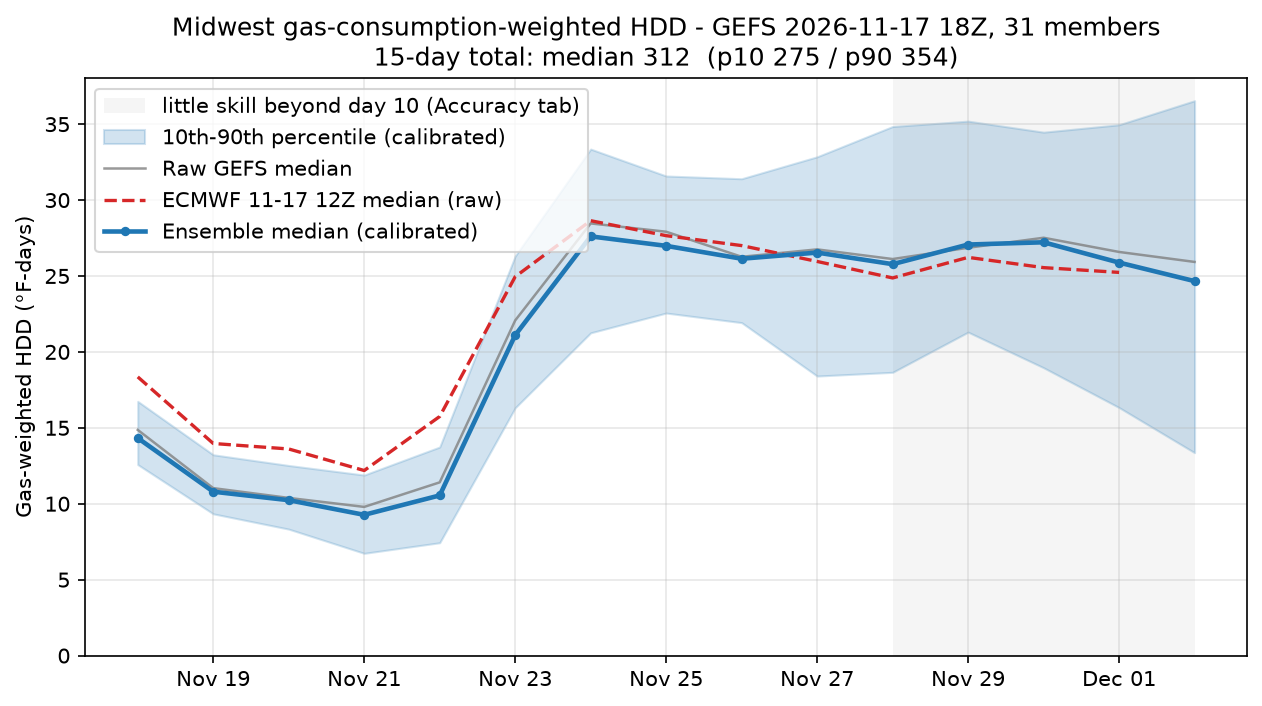 Midwest gas-consumption-weighted HDD - GEFS 2026-11-17 18Z, 31 members
15-day total: median 312  (p10 275 / p90 354)
little skill beyond day 10 (Accuracy tab)
10th-90th percentile (calibrated)
Raw GEFS median
ECMWF 11-17 12Z median (raw)
Ensemble median (calibrated)
Gas-weighted HDD (°F-days)
35
30
25
20
15
10
5
0
Nov 19 Nov 21 Nov 23 Nov 25 Nov 27 Nov 29 Dec 01